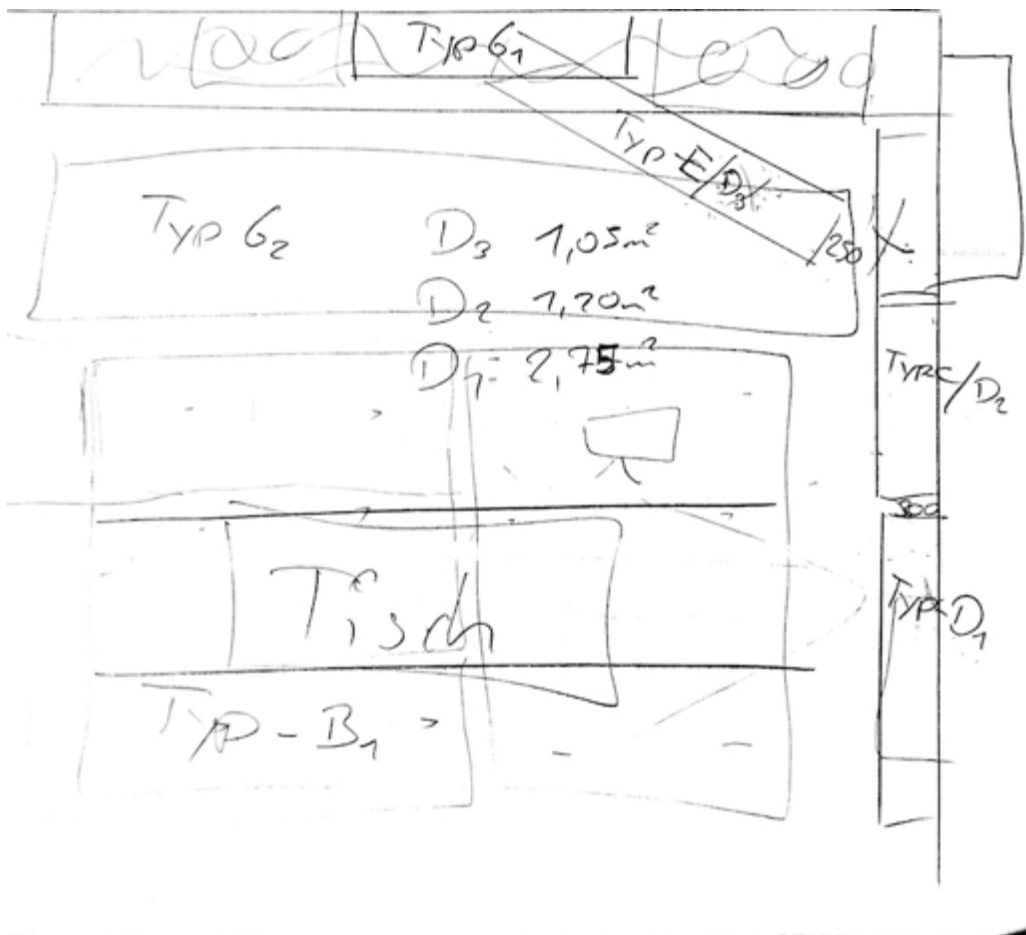 Typ G1
Typ E/D3
/250
Typ G2
D3 1,05m²
D2 1,20m²
D1 = 2,75m²
Typ C/D2
300
Typ D1
Tisch
Typ-B1